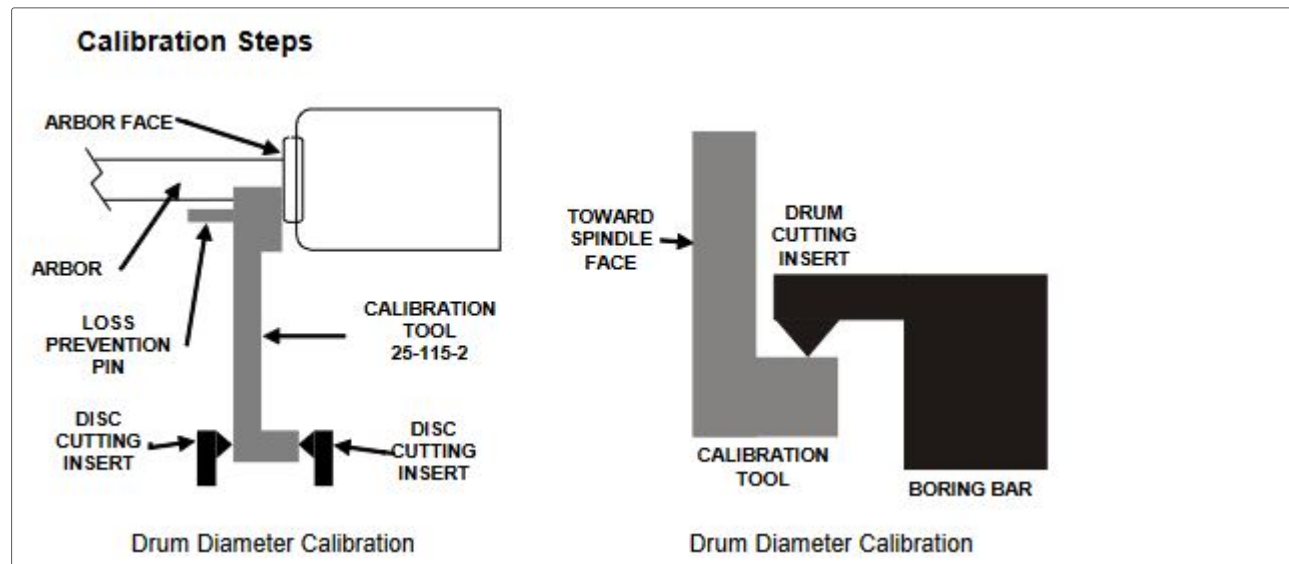 Calibration Steps
ARBOR FACE
ARBOR
LOSS
PREVENTION
PIN
CALIBRATION
TOOL
25-115-2
DISC
CUTTING
INSERT
DISC
CUTTING
INSERT
Drum Diameter Calibration
TOWARD
SPINDLE
FACE
DRUM
CUTTING
INSERT
CALIBRATION
TOOL
BORING BAR
Drum Diameter Calibration